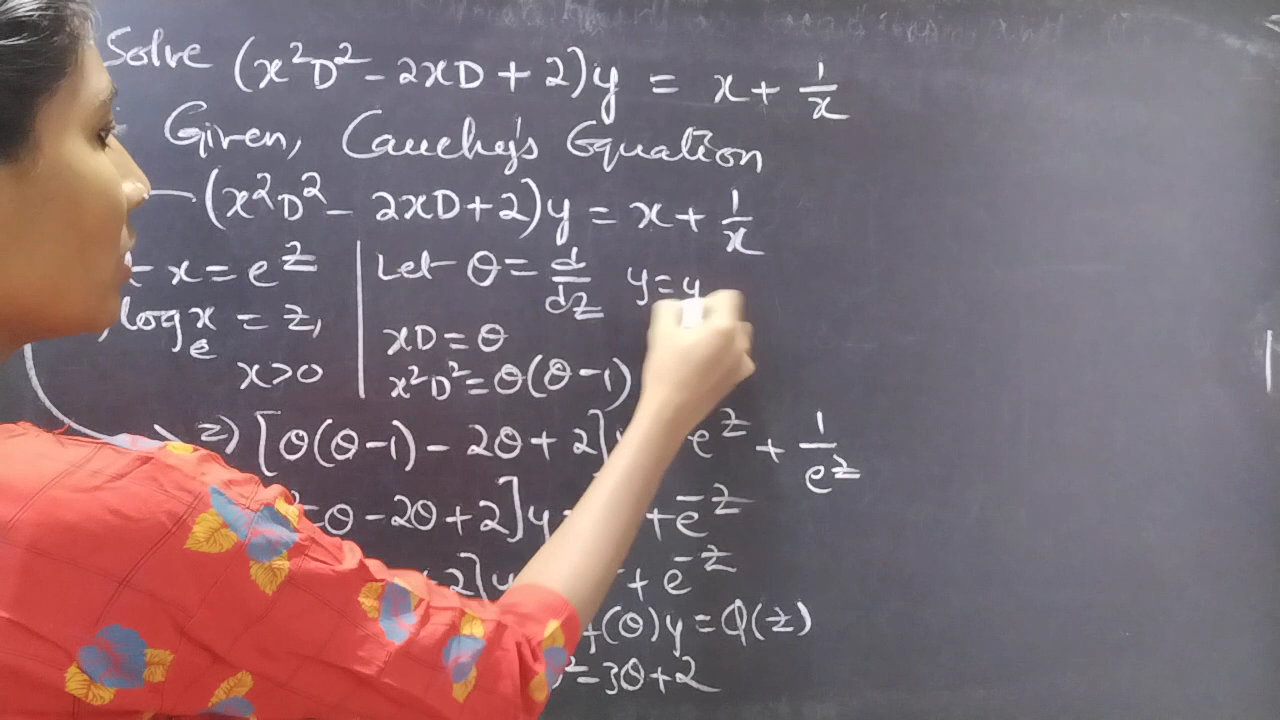 Solve (x²D² - 2xD + 2)y = x + 1/x
Given, Cauchy's Equation
(x²D² - 2xD + 2)y = x + 1/x
x = e^z | Let θ = d/dz y = y
log_e x = z, | xD = θ
x>0 | x²D² = θ(θ-1)
⇒ [θ(θ-1) - 2θ + 2] e^z + 1/e^z
-θ - 2θ + 2]y + e^-z
2]y + e^-z
f(θ)y = Q(z)
² - 3θ + 2